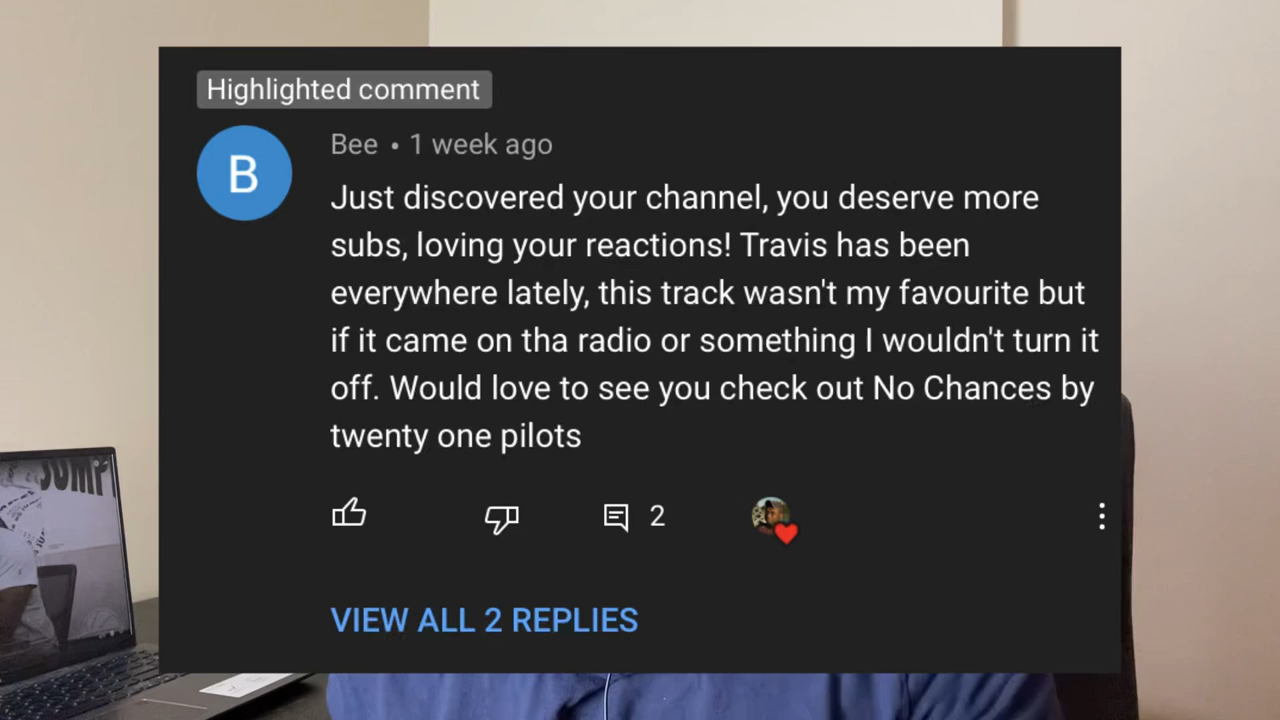 Highlighted comment
B
Bee • 1 week ago
Just discovered your channel, you deserve more
subs, loving your reactions! Travis has been
everywhere lately, this track wasn't my favourite but
if it came on tha radio or something I wouldn't turn it
off. Would love to see you check out No Chances by
twenty one pilots
2
VIEW ALL 2 REPLIES
JUMP